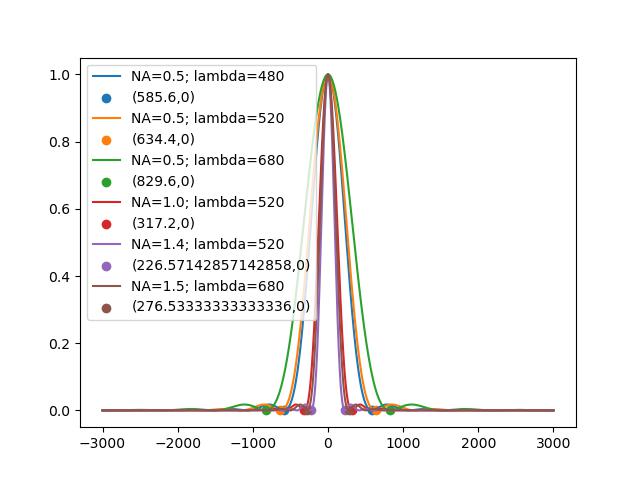 1.0
0.8
0.6
0.4
0.2
0.0
NA=0.5; lambda=480
(585.6,0)
NA=0.5; lambda=520
(634.4,0)
NA=0.5; lambda=680
(829.6,0)
NA=1.0; lambda=520
(317.2,0)
NA=1.4; lambda=520
(226.57142857142858,0)
NA=1.5; lambda=680
(276.53333333333336,0)
−3000 −2000 −1000 0 1000 2000 3000